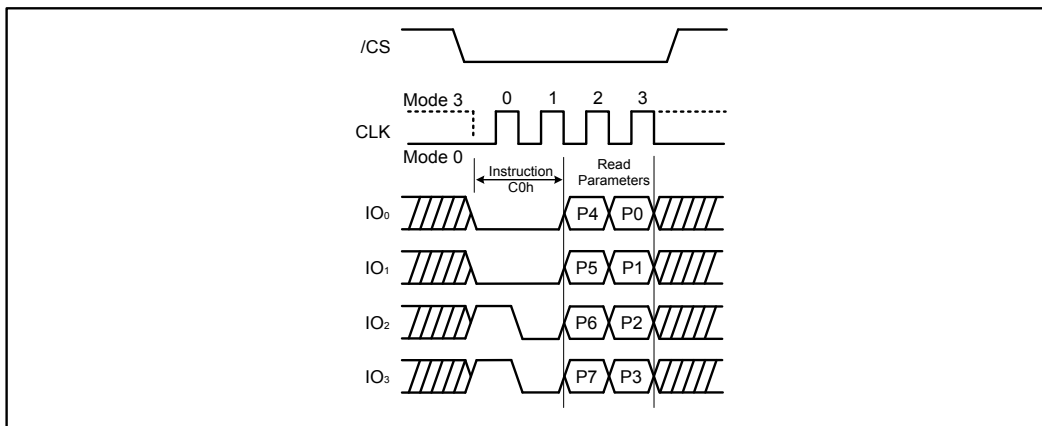 /CS
Mode 3 0 1 2 3
CLK
Mode 0
Instruction
C0h
Read
Parameters
IO₀ P4 P0
IO₁ P5 P1
IO₂ P6 P2
IO₃ P7 P3